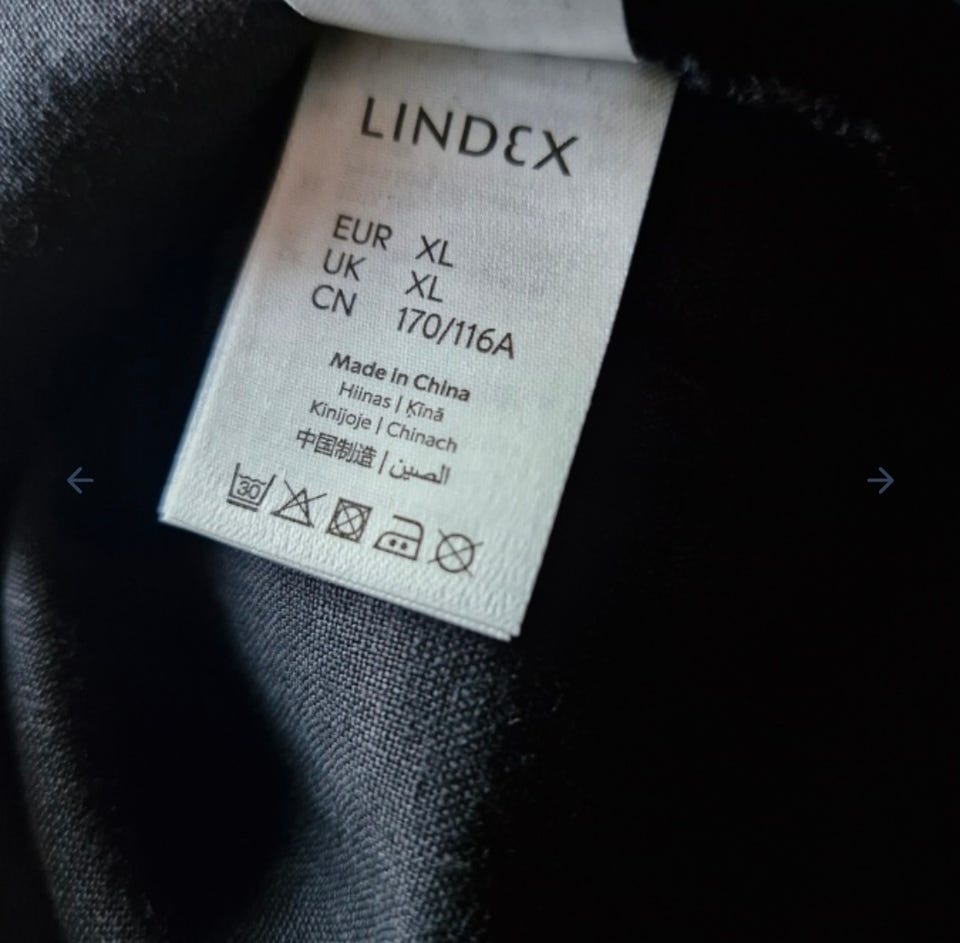 LINDEX
EUR XL
UK XL
CN 170/116A
Made in China
Hiinas | Ķīnā
Kinijoje | Chinach
中国制造 | الصين
30